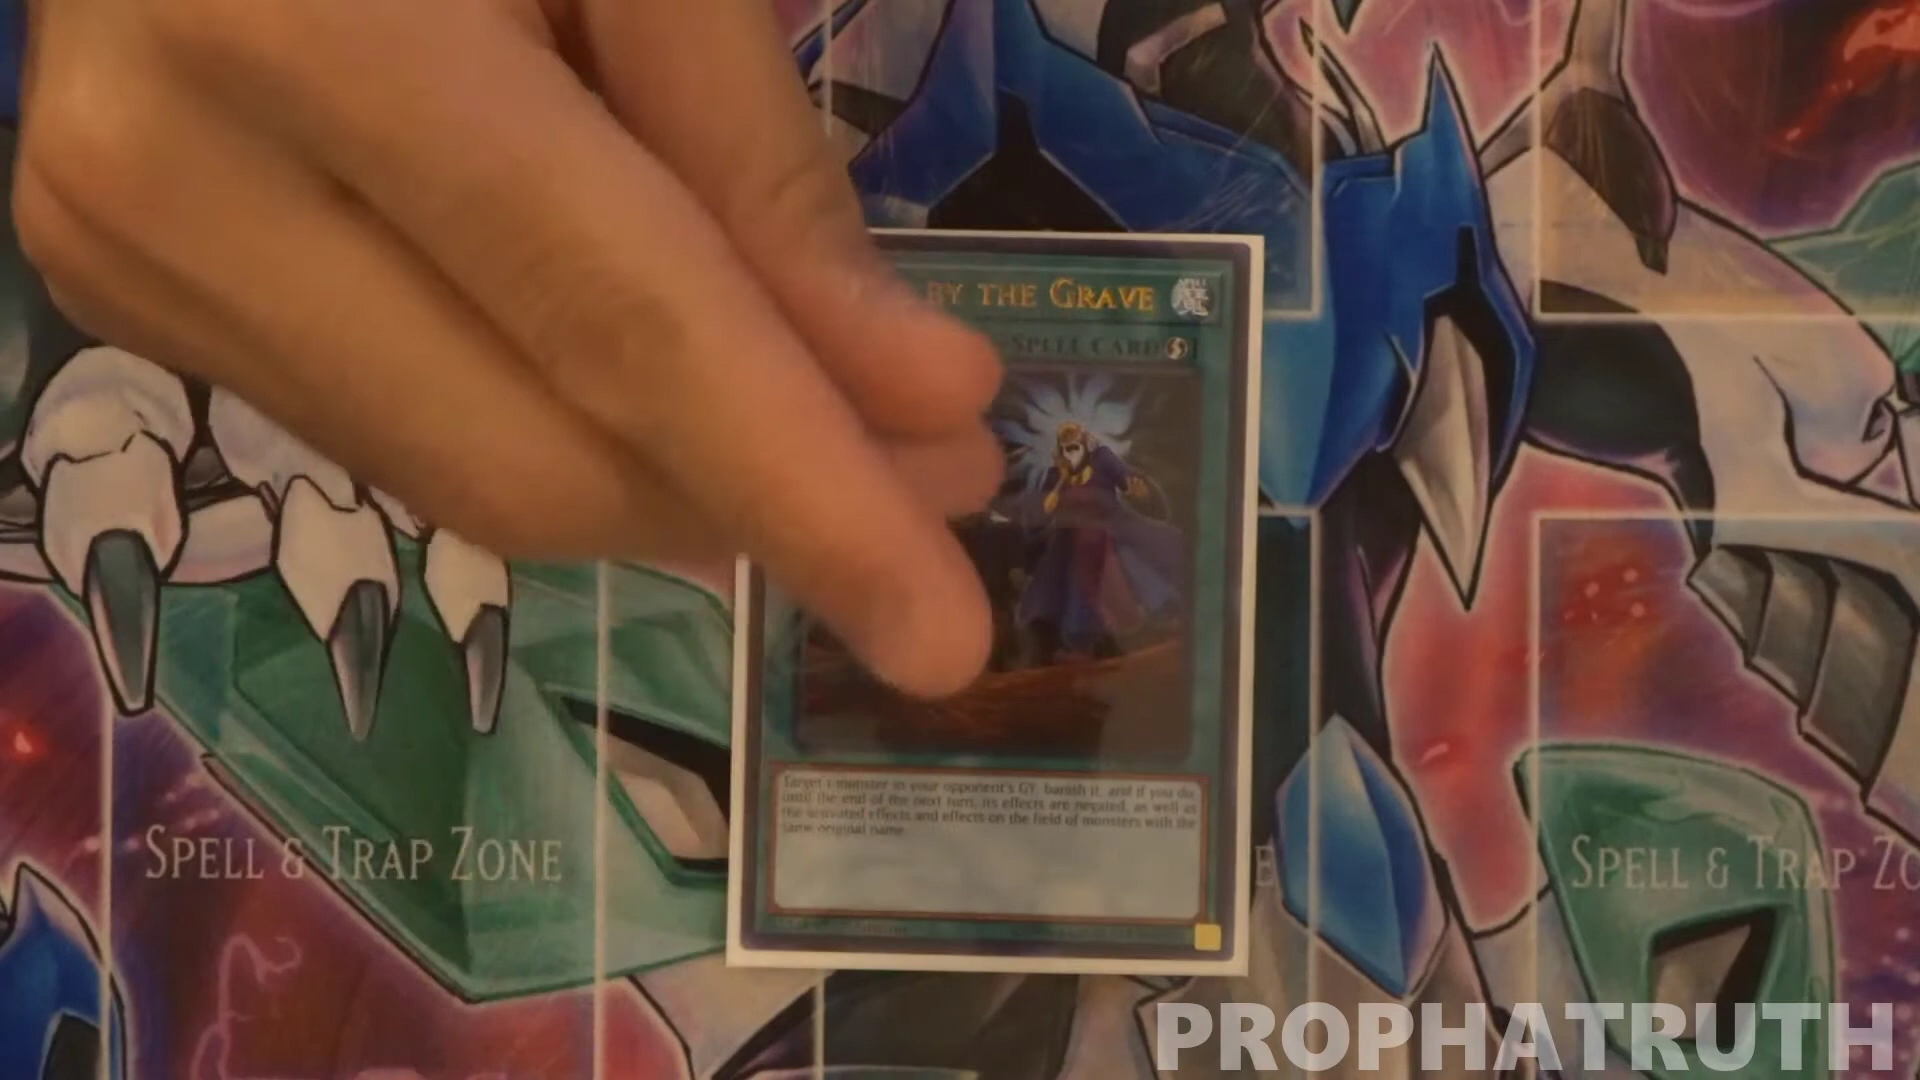 BY THE GRAVE
SPELL CARD
Target 1 monster in your opponent's GY, banish it, and if you do,
until the end of the next turn, its effects are negated, as well as
the activated effects and effects on the field of monsters with the
same original name.
SPELL & TRAP ZONE
E
SPELL & TRAP ZO
PROPHATRUTH